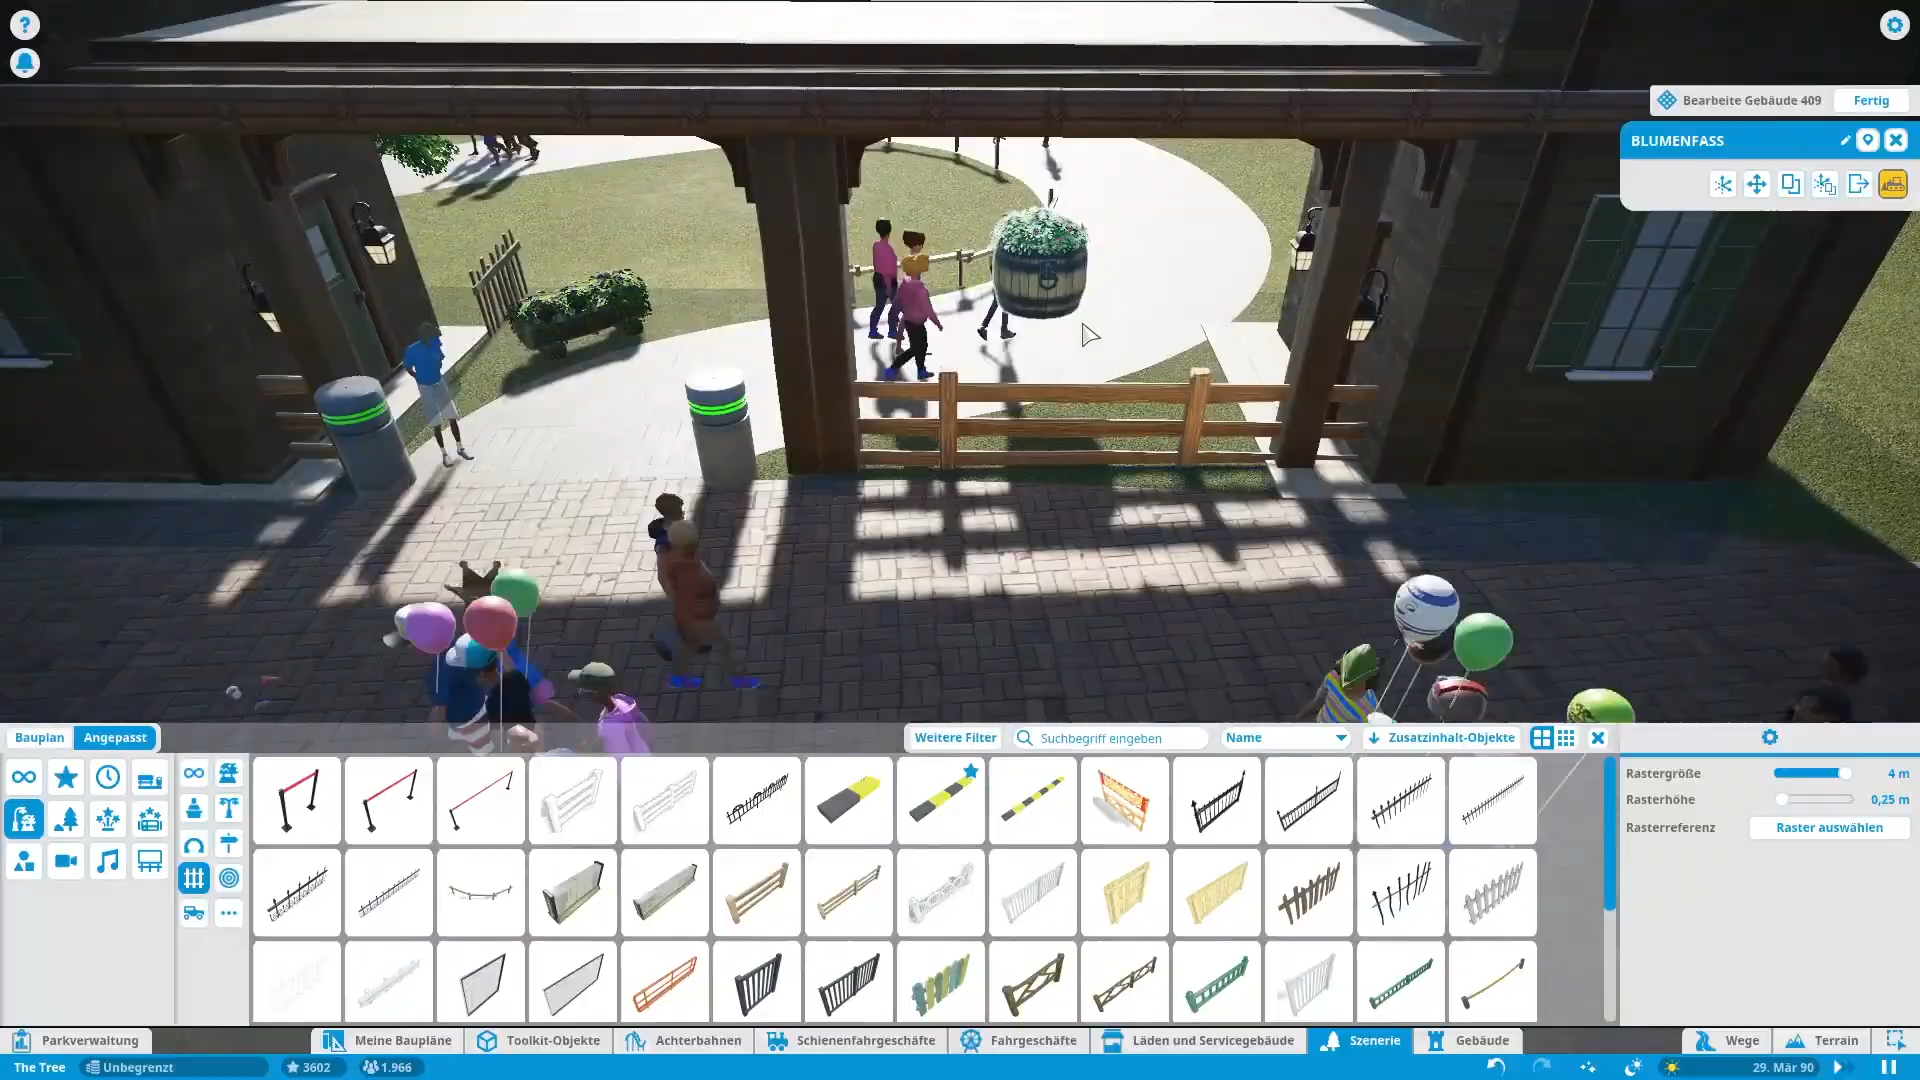 ?
Bearbeite Gebäude 409
Fertig
BLUMENFASS
Bauplan
Angepasst
Weitere Filter
Suchbegriff eingeben
Name
Zusatzinhalt-Objekte
Rastergröße
4 m
Rasterhöhe
0,25 m
Rasterreferenz
Raster auswählen
Parkverwaltung
Meine Baupläne
Toolkit-Objekte
Achterbahnen
Schienenfahrgeschäfte
Fahrgeschäfte
Läden und Servicegebäude
Szenerie
Gebäude
Wege
Terrain
The Tree
Unbegrenzt
3602
1.966
29. Mär 90